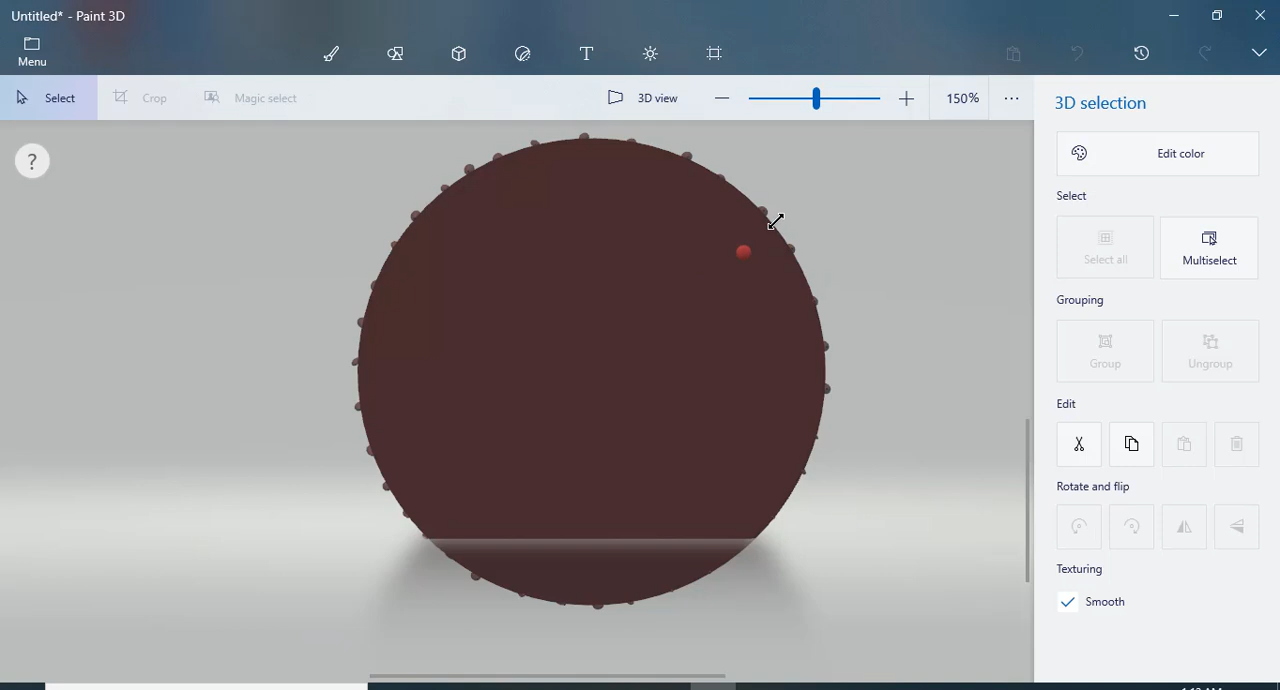 Untitled* - Paint 3D
Menu
Select
Crop
Magic select
3D view
150%
3D selection
?
Edit color
Select
Select all
Multiselect
Grouping
Group
Ungroup
Edit
Rotate and flip
Texturing
Smooth